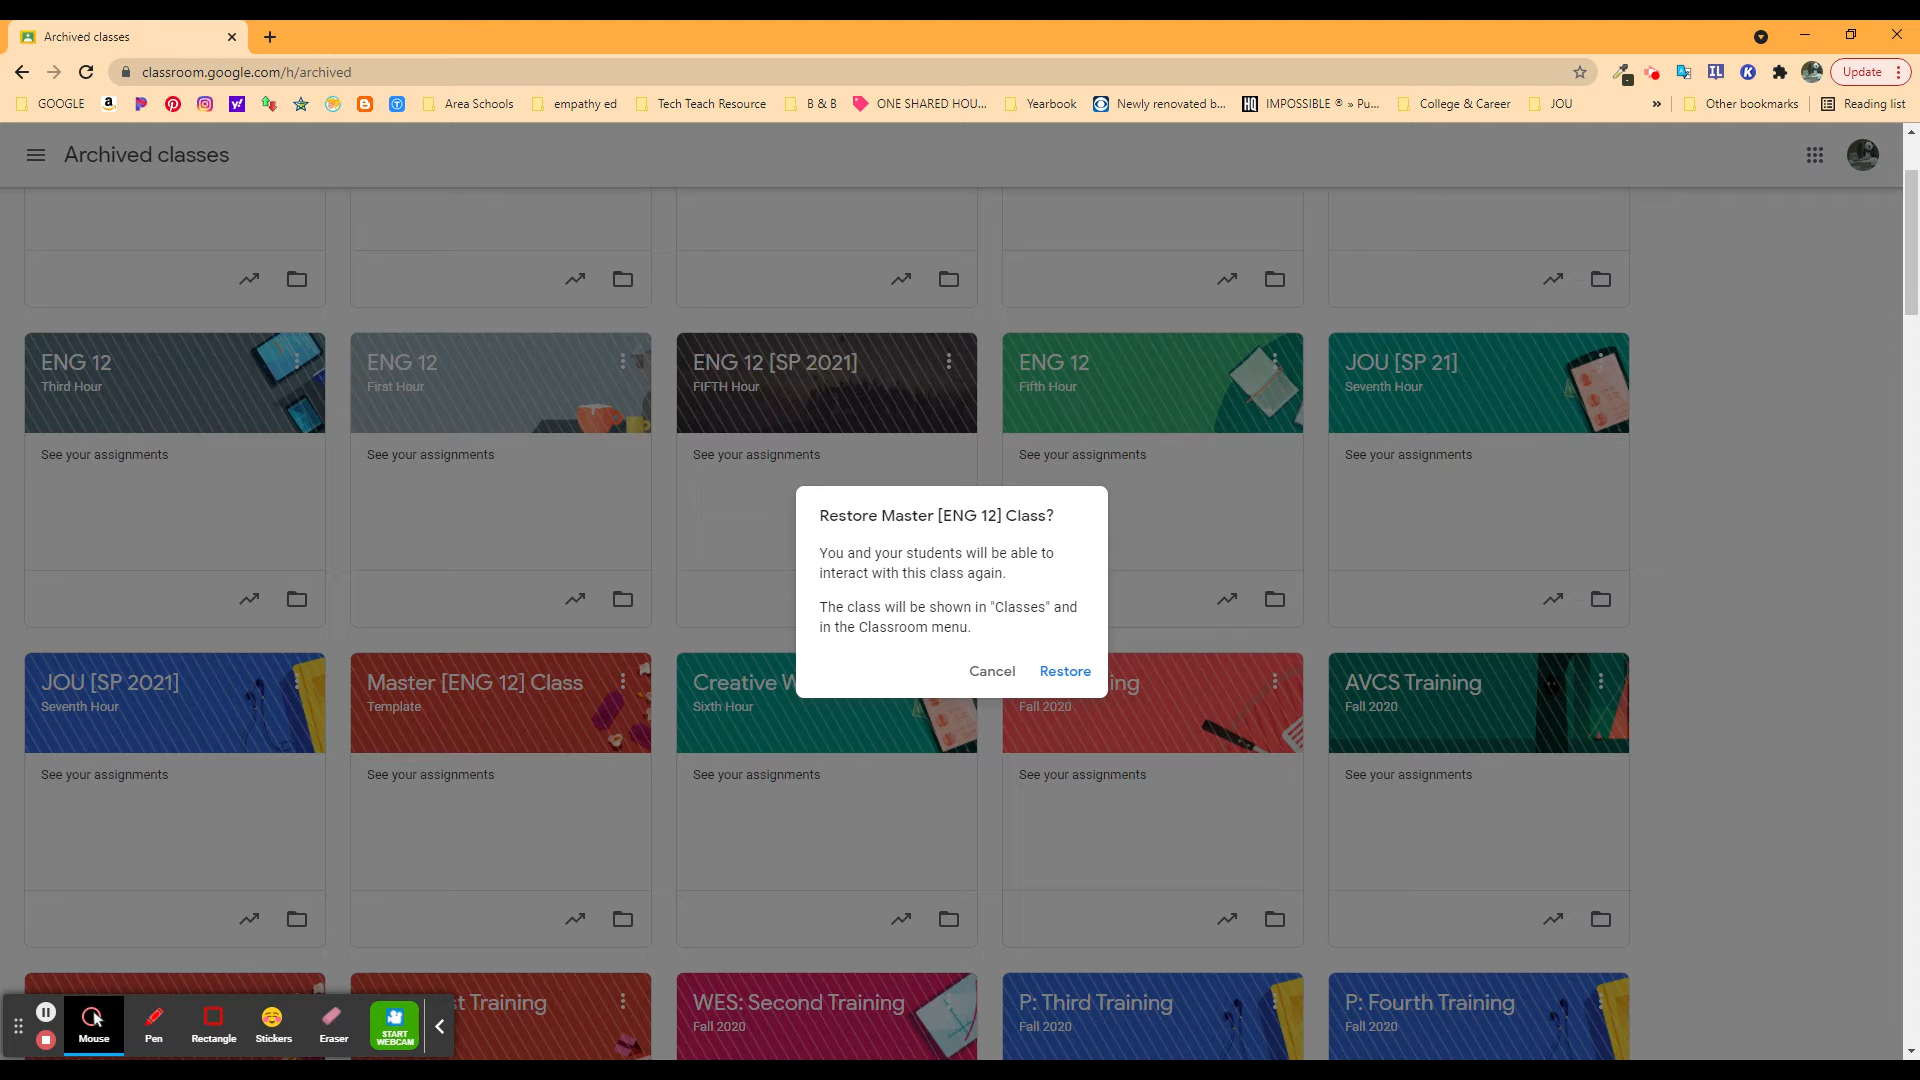 Archived classes
classroom.google.com/h/archived
Update
GOOGLE
Area Schools
empathy ed
Tech Teach Resource
B & B
ONE SHARED HOU...
Yearbook
Newly renovated b...
IMPOSSIBLE ® » Pu...
College & Career
JOU
»
Other bookmarks
Reading list
Archived classes
ENG 12
Third Hour
See your assignments
ENG 12
First Hour
See your assignments
ENG 12 [SP 2021]
FIFTH Hour
See your assignments
ENG 12
Fifth Hour
See your assignments
JOU [SP 21]
Seventh Hour
See your assignments
Restore Master [ENG 12] Class?
You and your students will be able to
interact with this class again.
The class will be shown in "Classes" and
in the Classroom menu.
Cancel
Restore
JOU [SP 2021]
Seventh Hour
See your assignments
Master [ENG 12] Class
Template
See your assignments
Creative W
Sixth Hour
See your assignments
ing
Fall 2020
See your assignments
AVCS Training
Fall 2020
See your assignments
st Training
WES: Second Training
Fall 2020
P: Third Training
Fall 2020
P: Fourth Training
Fall 2020
Mouse
Pen
Rectangle
Stickers
Eraser
START
WEBCAM